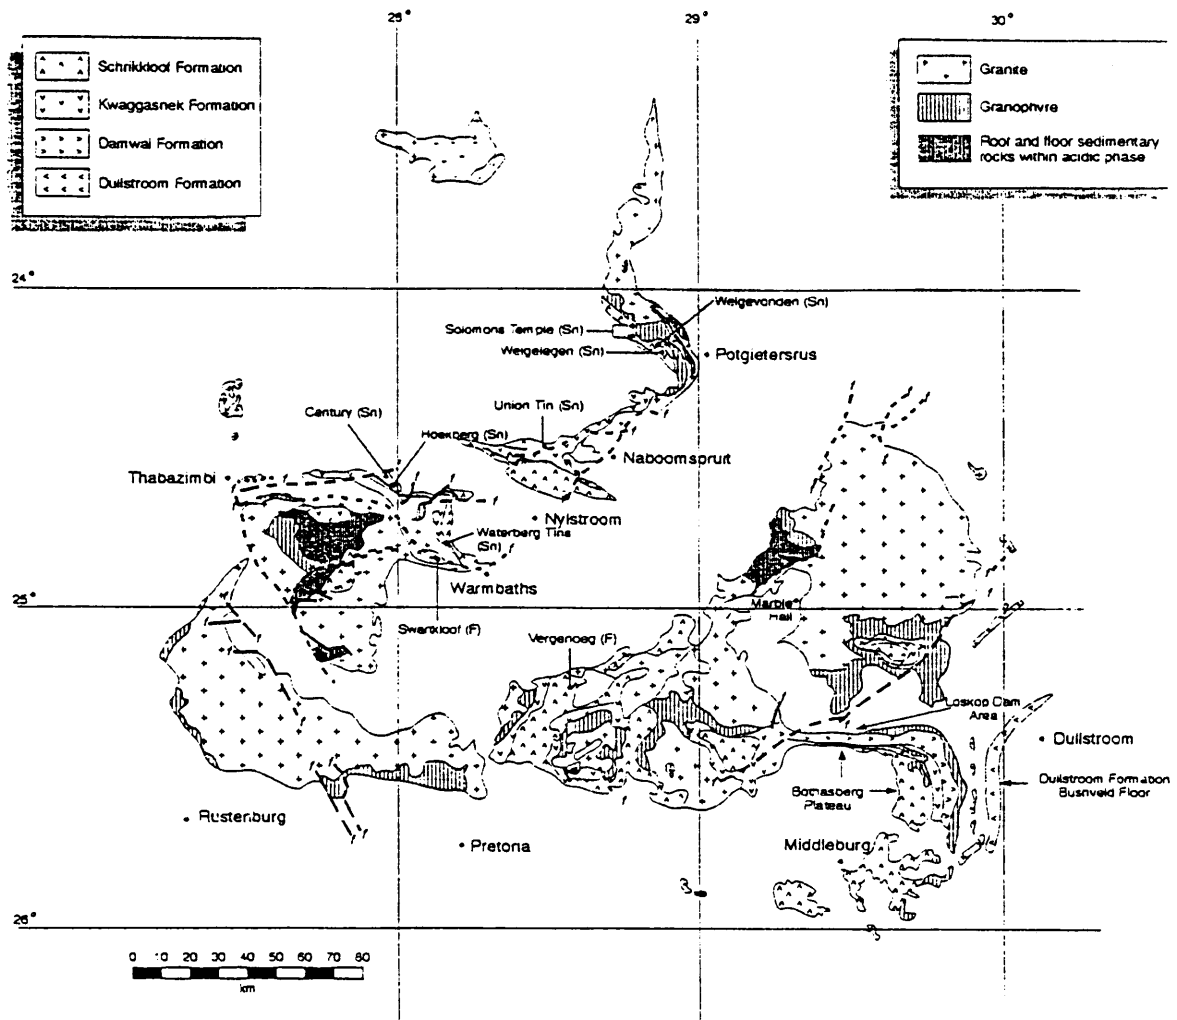 28°
29°
30°
Schrikkloof Formation
Kwaggasnek Formation
Damwal Formation
Dullstroom Formation
Granite
Granophyre
Roof and floor sedimentary
rocks within acidic phase
24°
Welgevonden (Sn)
Solomons Temple (Sn)
Welgelegen (Sn)
Potgietersrus
Century (Sn)
Union Tin (Sn)
Hoekberg (Sn)
Naboomspruit
Thabazimbi
Nylstroom
Waterberg Tins
(Sn)
Warmbaths
25°
Marble
Hall
Swartkloof (F)
Vergenoeg (F)
Loskop Dam
Area
Dullstroom
Dullstroom Formation
Bushveld Floor
Bothasberg
Plateau
Rustenburg
Pretoria
Middleburg
26°
0 10 20 30 40 50 60 70 80
km